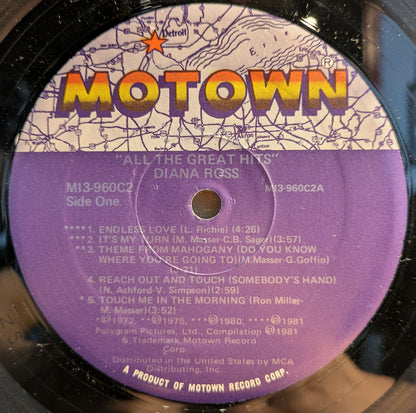 Detroit
MOTOWN®
"ALL THE GREAT HITS"
DIANA ROSS
MI3-960C2
MI3-960C2A
Side One
****1. ENDLESS LOVE (L. Richie) (4:26)
***2. IT'S MY TURN (M. Masser-C.B. Sager)(3:57)
**3. THEME FROM MAHOGANY (DO YOU KNOW
WHERE YOU'RE GOING TO)(M.Masser-G.Goffin)
(3:21)
4. REACH OUT AND TOUCH (SOMEBODY'S HAND)
(N. Ashford-V. Simpson)(2:59)
*5. TOUCH ME IN THE MORNING (Ron Miller-
M. Masser)(3:52)
*℗1972, **℗1975, ***℗1980, ****℗1981
Polygram Pictures, Ltd., Compilation ℗1981
& Trademark, Motown Record
Corp.
Distributed in the United States by MCA
Distributing, Inc.
A PRODUCT OF MOTOWN RECORD CORP.